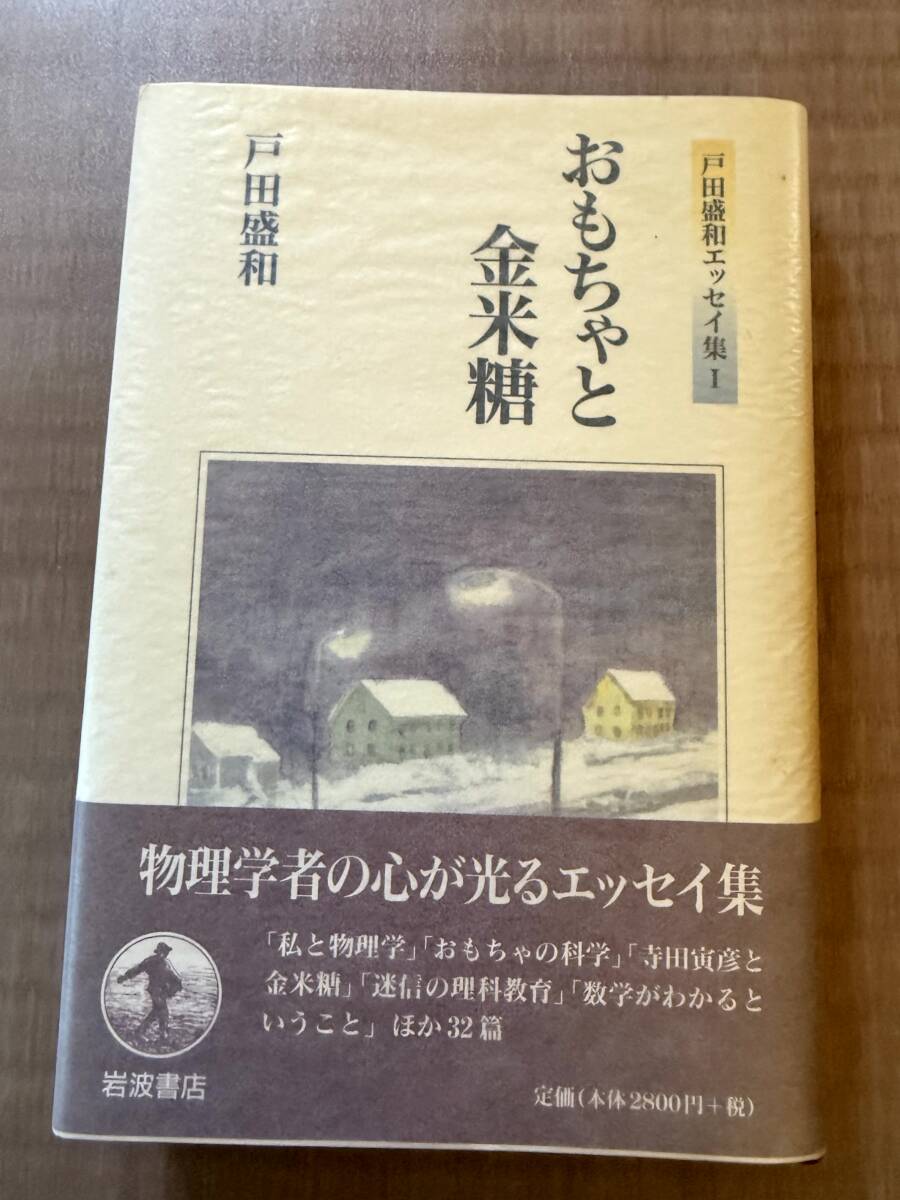 戸田盛和エッセイ集 I
おもちゃと
金米糖
戸田盛和
物理学者の心が光るエッセイ集
「私と物理学」「おもちゃの科学」「寺田寅彦と
金米糖」「迷信の理科教育」「数学がわかると
いうこと」ほか32篇
岩波書店
定価(本体2800円+税)